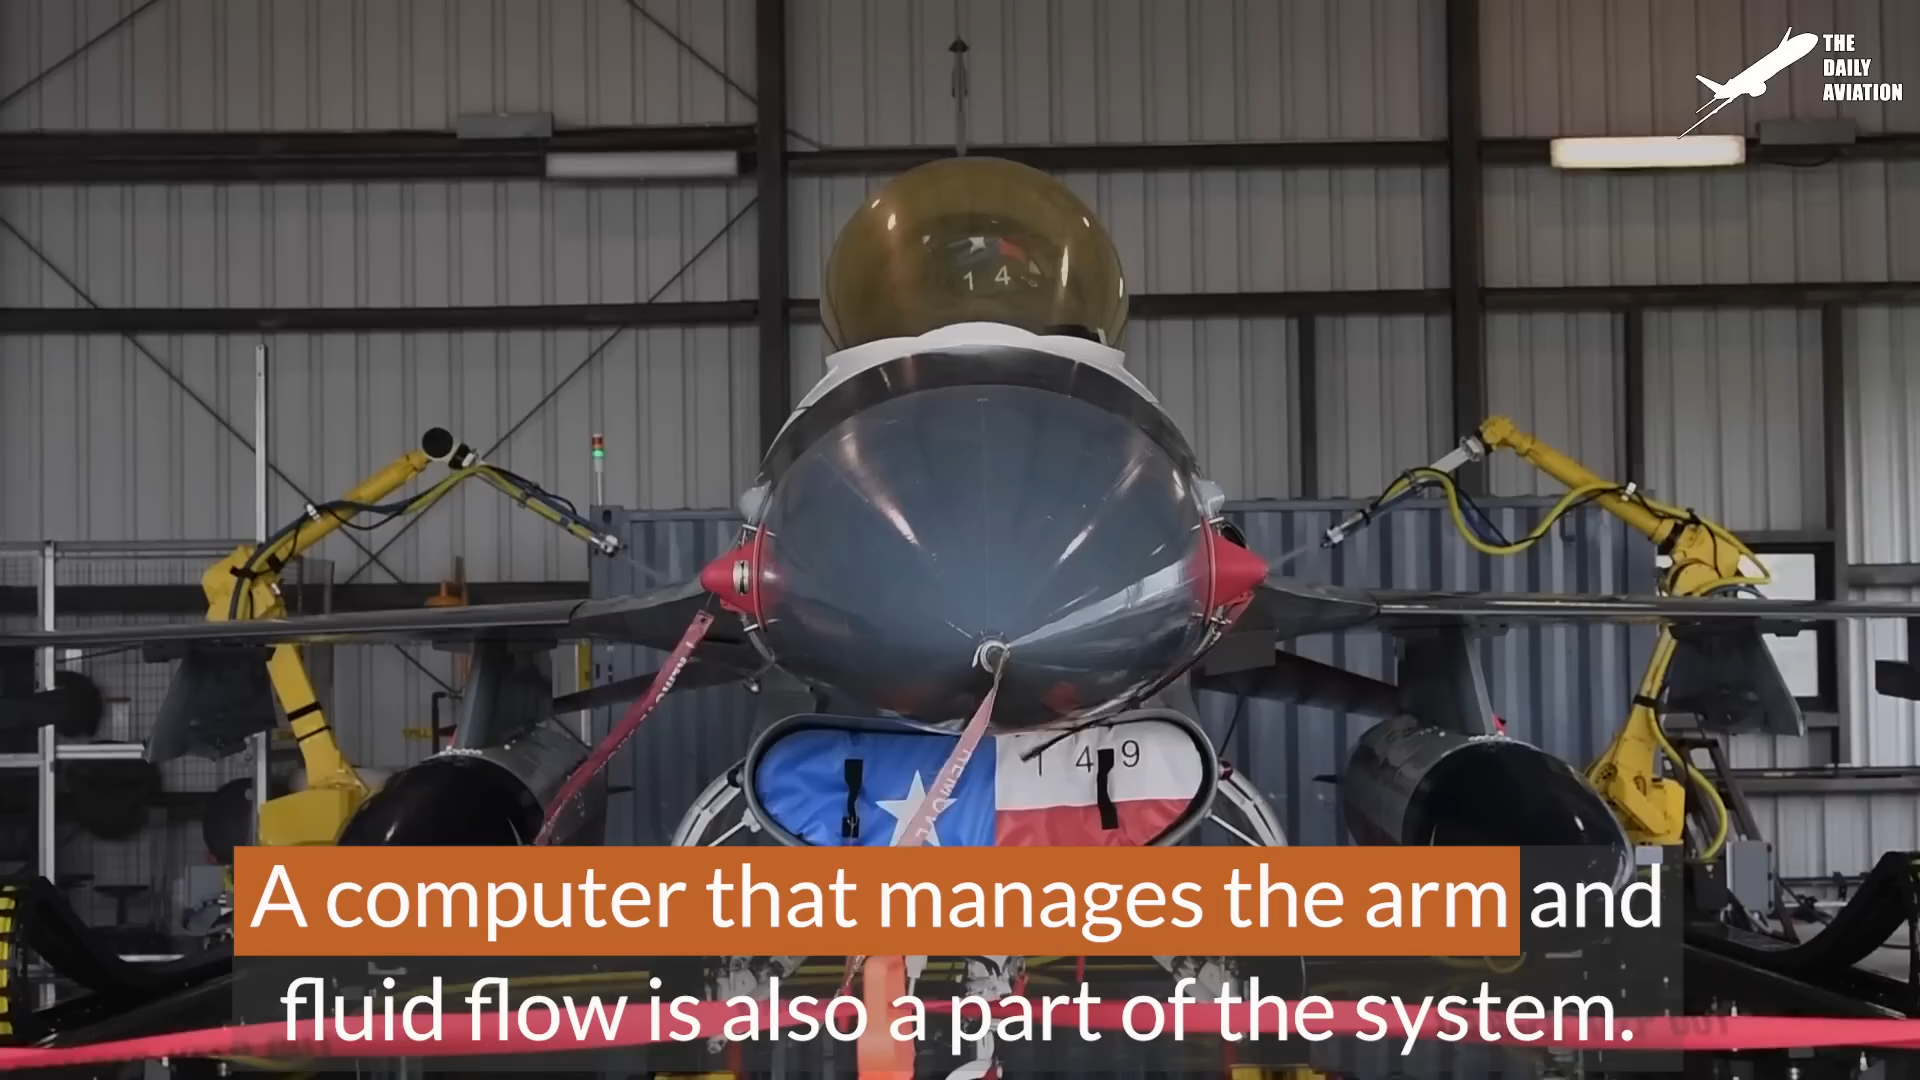 THE
DAILY
AVIATION
1 4
1 4 9
REMOVE
A computer that manages the arm and
fluid flow is also a part of the system.